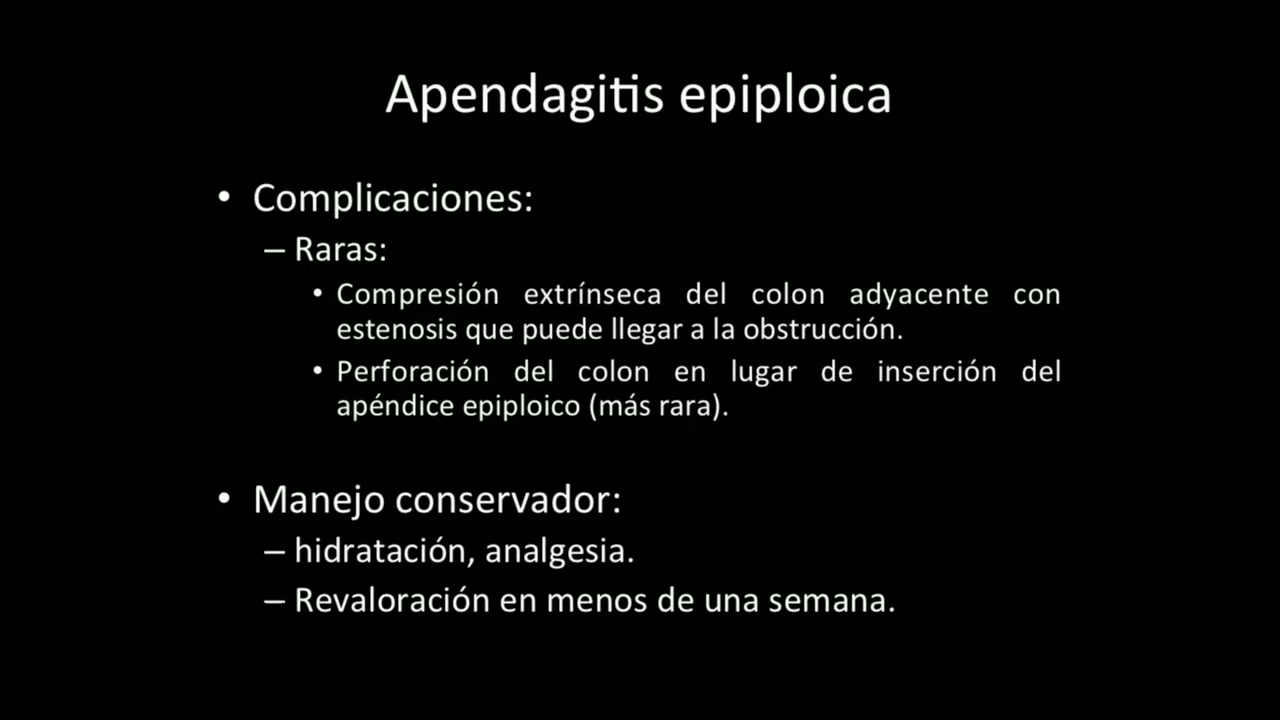 Apendagitis epiploica
• Complicaciones:
– Raras:
• Compresión extrínseca del colon adyacente con
estenosis que puede llegar a la obstrucción.
• Perforación del colon en lugar de inserción del
apéndice epiploico (más rara).
• Manejo conservador:
– hidratación, analgesia.
– Revaloración en menos de una semana.